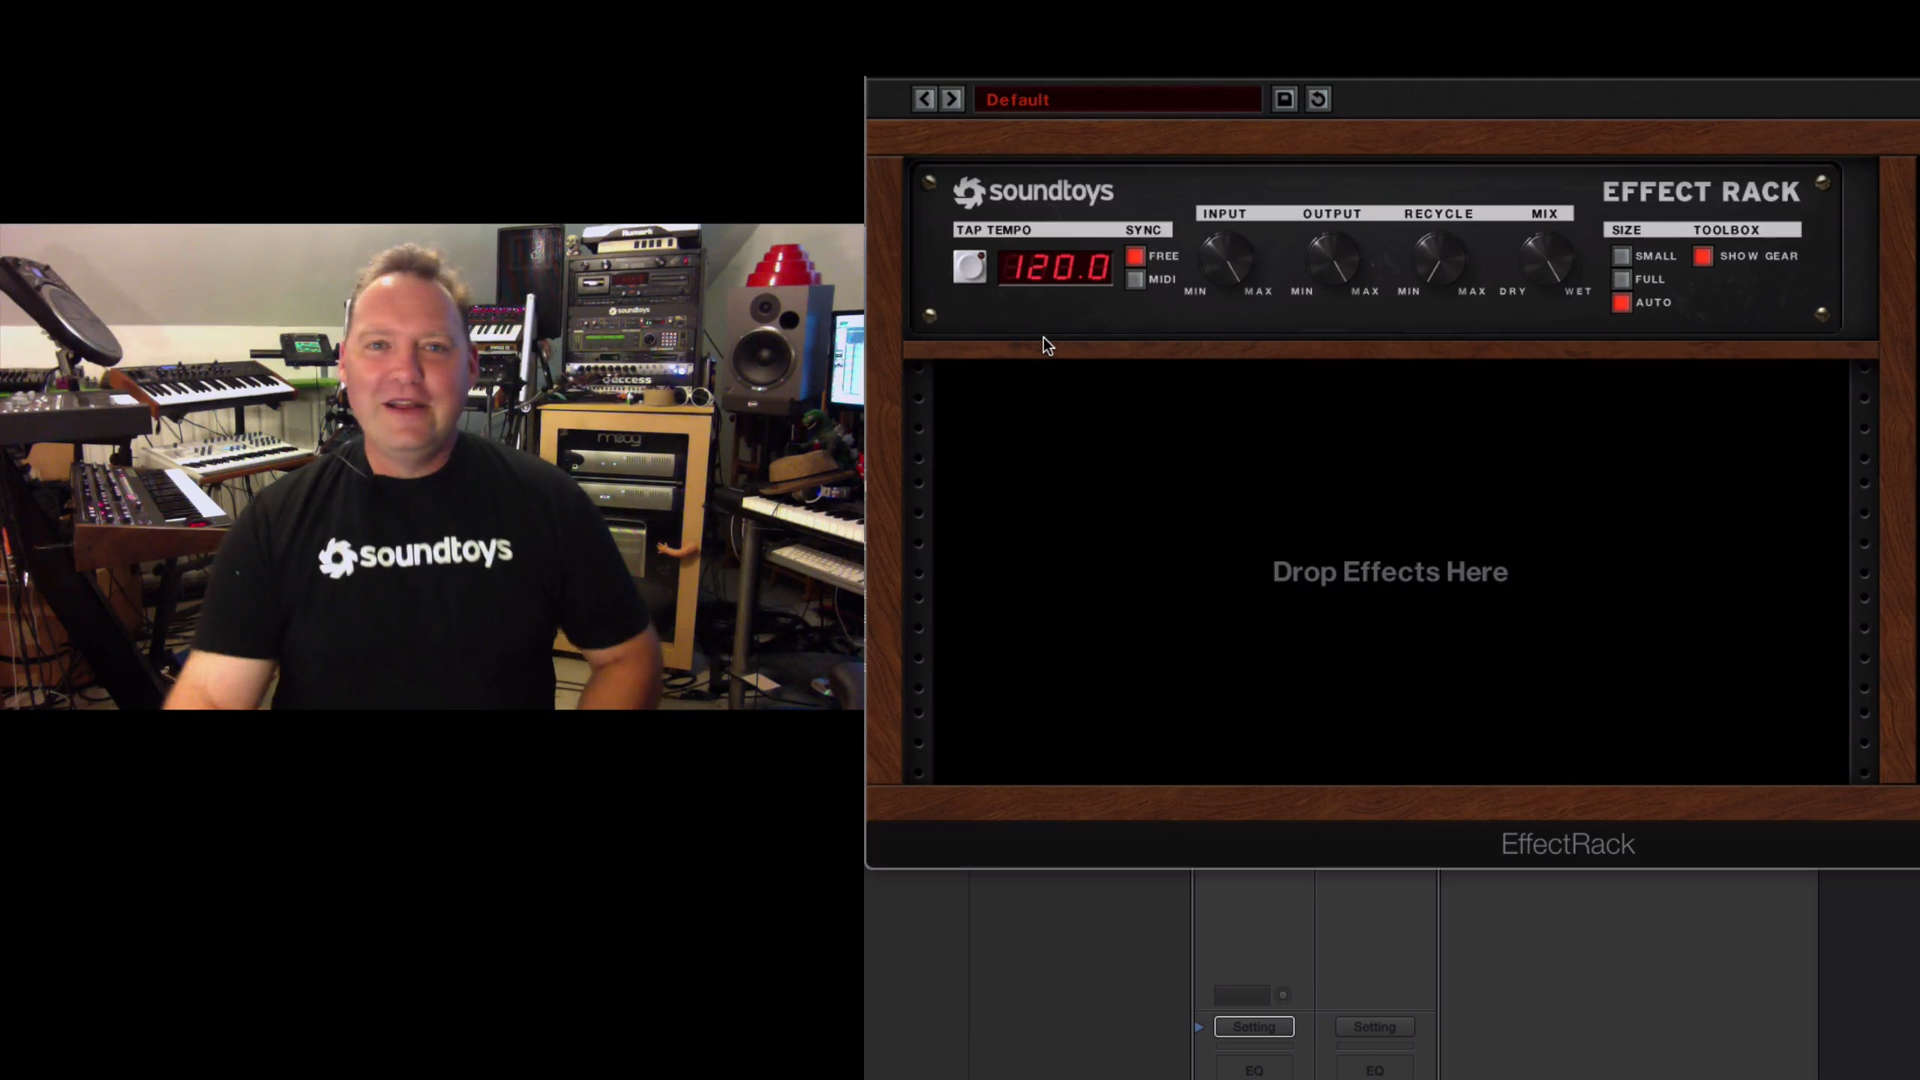 Default
soundtoys
EFFECT RACK
TAP TEMPO
SYNC
120.0
FREE
MIDI
INPUT
OUTPUT
RECYCLE
MIX
MIN MAX
MIN MAX
MIN MAX
DRY WET
SIZE
TOOLBOX
SMALL
FULL
AUTO
SHOW GEAR
Drop Effects Here
EffectRack
Setting
Setting
EQ
EQ
Numark
soundtoys
access
moog
soundtoys